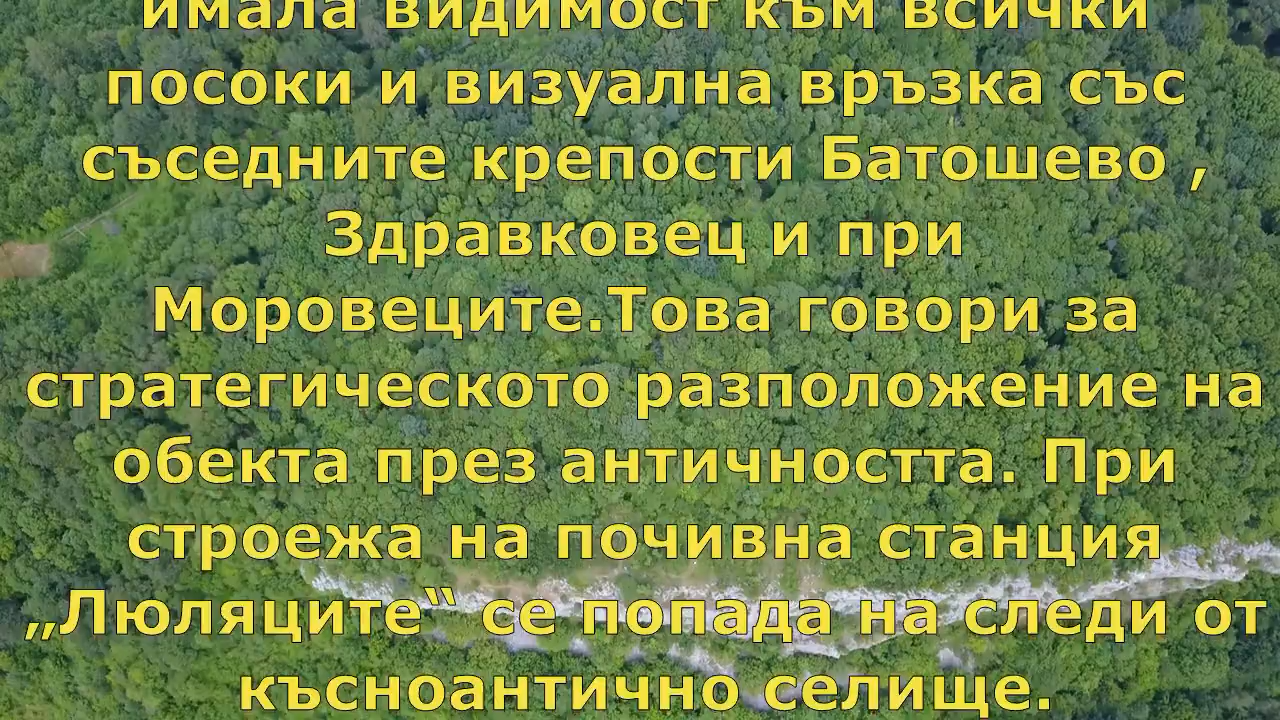 имала видимост към всички
посоки и визуална връзка със
съседните крепости Батошево ,
Здравковец и при
Моровеците.Това говори за
стратегическото разположение на
обекта през античността. При
строежа на почивна станция
„Люляците“ се попада на следи от
късноантично селище.